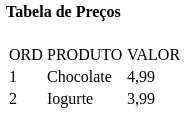 Tabela de Preços
ORD PRODUTO VALOR
1 Chocolate 4,99
2 Iogurte 3,99